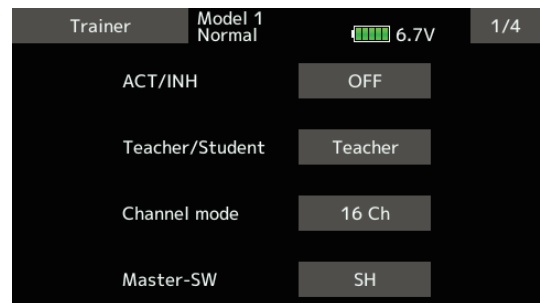 Trainer
Model 1
Normal
6.7V
1/4
ACT/INH OFF
Teacher/Student Teacher
Channel mode 16 Ch
Master-SW SH